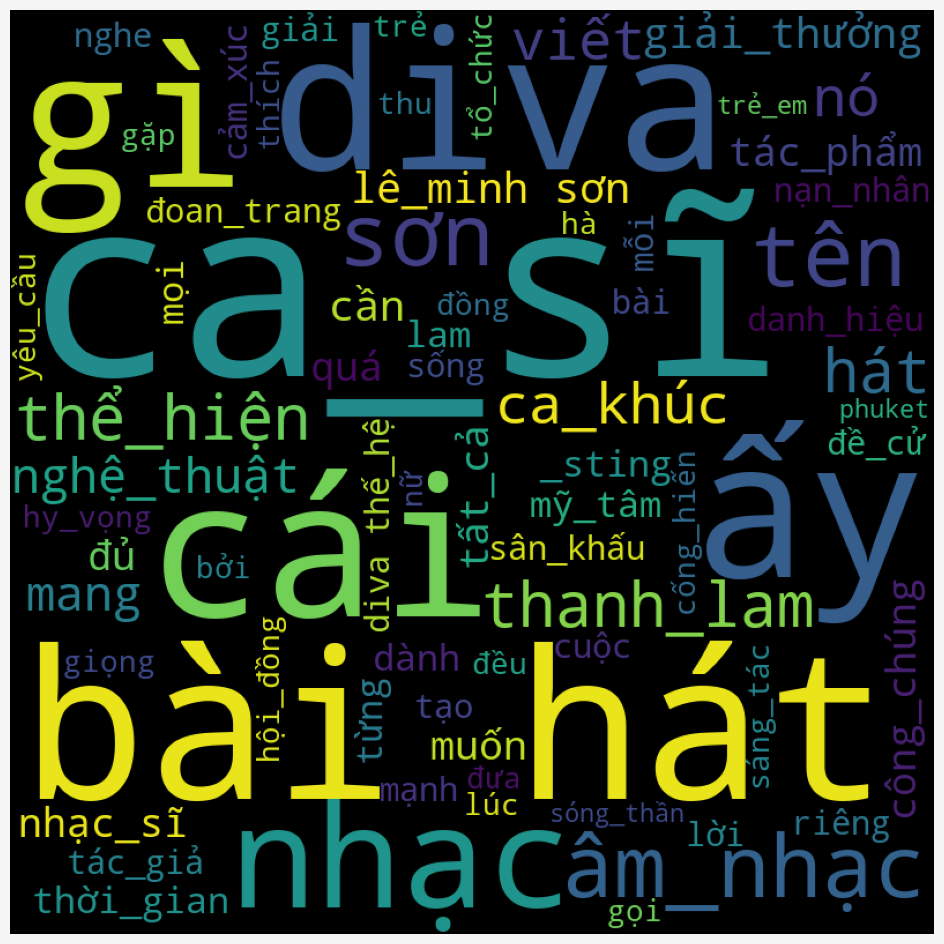 nghe
giải
trẻ
viết
giải_thưởng
gì
diva
cảm_xúc
thích
tổ_chức
gặp
thu
trẻ_em
nó
tác_phẩm
lê_minh sơn
nạn_nhân
đoan_trang
sơn
hà
mỗi
tên
ca_sĩ
yêu_cầu
mọi
cần
đồng
bài
danh_hiệu
lam
quá
sống
hát
thể_hiện
ca_khúc
phuket
đề_cử
nghệ_thuật
diva thế_hệ
nữ
tất_cả
_sting
cống_hiến
ấy
hy_vọng
cái
mỹ_tâm
đủ
bởi
sân_khấu
mang
thanh_lam
công_chúng
giọng
hội_đồng
dành
đều
cuộc
sáng_tác
bài hát
từng
tạo
muốn
mạnh
đưa
lúc
sóng_thần
nhạc_sĩ
nhạc
âm_nhạc
lời
riêng
tác_giả
thời_gian
gọi